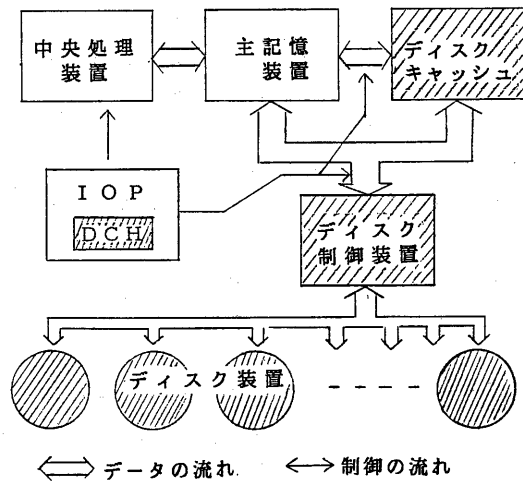 中央処理
装置
主記憶
装置
ディスク
キャッシュ
IOP
DCH
ディスク
制御装置
ディスク装置
データの流れ
制御の流れ